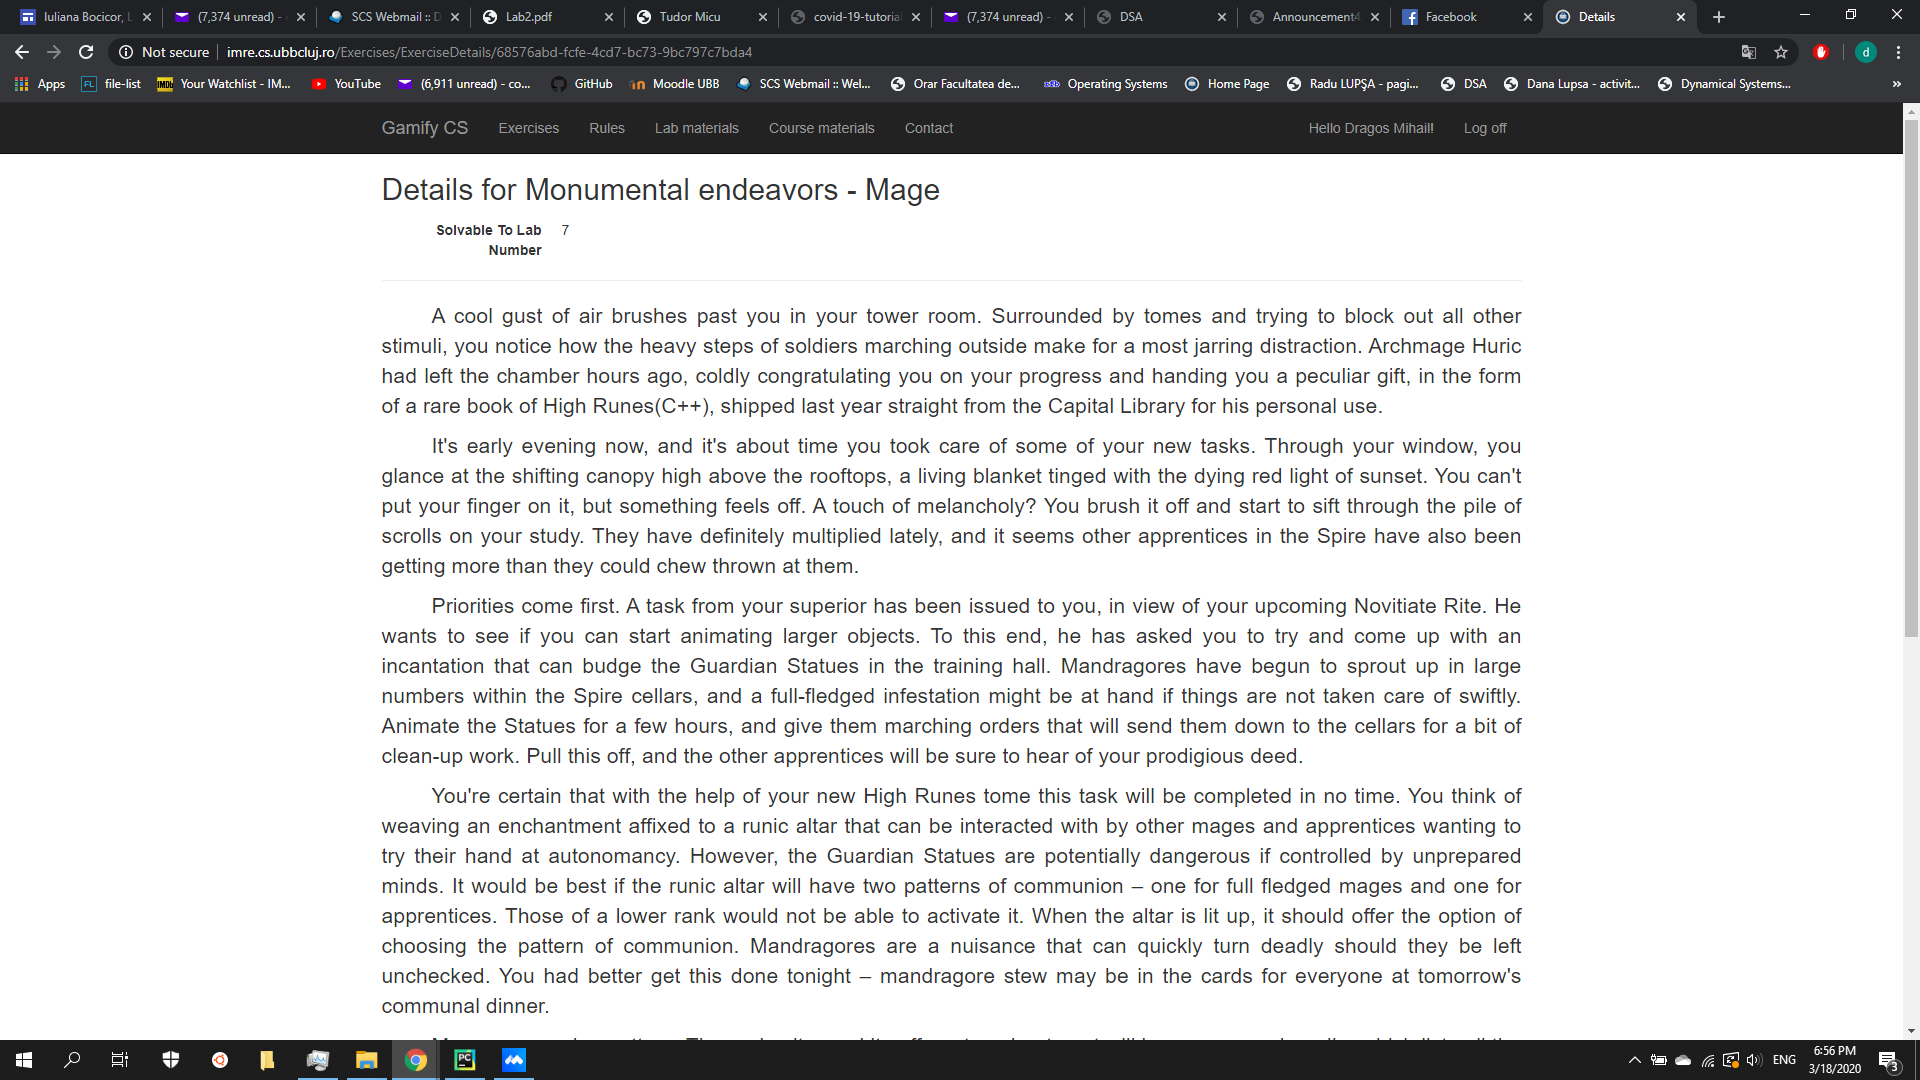 Iuliana Bocicor, L
(7,374 unread) -
SCS Webmail :: D
Lab2.pdf
Tudor Micu
covid-19-tutorial
(7,374 unread) -
DSA
Announcement4
Facebook
Details
Not secure
imre.cs.ubbcluj.ro/Exercises/ExerciseDetails/68576abd-fcfe-4cd7-bc73-9bc797c7bda4
d
Apps
FL file-list
IMDb Your Watchlist - IM...
YouTube
(6,911 unread) - co...
GitHub
Moodle UBB
SCS Webmail :: Wel...
Orar Facultatea de...
Operating Systems
Home Page
Radu LUPŞA - pagi...
DSA
Dana Lupsa - activit...
Dynamical Systems...
»
Gamify CS Exercises Rules Lab materials Course materials Contact Hello Dragos Mihail! Log off
Details for Monumental endeavors - Mage
Solvable To Lab 7
Number
A cool gust of air brushes past you in your tower room. Surrounded by tomes and trying to block out all other
stimuli, you notice how the heavy steps of soldiers marching outside make for a most jarring distraction. Archmage Huric
had left the chamber hours ago, coldly congratulating you on your progress and handing you a peculiar gift, in the form
of a rare book of High Runes(C++), shipped last year straight from the Capital Library for his personal use.
It's early evening now, and it's about time you took care of some of your new tasks. Through your window, you
glance at the shifting canopy high above the rooftops, a living blanket tinged with the dying red light of sunset. You can't
put your finger on it, but something feels off. A touch of melancholy? You brush it off and start to sift through the pile of
scrolls on your study. They have definitely multiplied lately, and it seems other apprentices in the Spire have also been
getting more than they could chew thrown at them.
Priorities come first. A task from your superior has been issued to you, in view of your upcoming Novitiate Rite. He
wants to see if you can start animating larger objects. To this end, he has asked you to try and come up with an
incantation that can budge the Guardian Statues in the training hall. Mandragores have begun to sprout up in large
numbers within the Spire cellars, and a full-fledged infestation might be at hand if things are not taken care of swiftly.
Animate the Statues for a few hours, and give them marching orders that will send them down to the cellars for a bit of
clean-up work. Pull this off, and the other apprentices will be sure to hear of your prodigious deed.
You're certain that with the help of your new High Runes tome this task will be completed in no time. You think of
weaving an enchantment affixed to a runic altar that can be interacted with by other mages and apprentices wanting to
try their hand at autonomancy. However, the Guardian Statues are potentially dangerous if controlled by unprepared
minds. It would be best if the runic altar will have two patterns of communion – one for full fledged mages and one for
apprentices. Those of a lower rank would not be able to activate it. When the altar is lit up, it should offer the option of
choosing the pattern of communion. Mandragores are a nuisance that can quickly turn deadly should they be left
unchecked. You had better get this done tonight – mandragore stew may be in the cards for everyone at tomorrow's
communal dinner.
PC
ENG
6:56 PM
3/18/2020
3